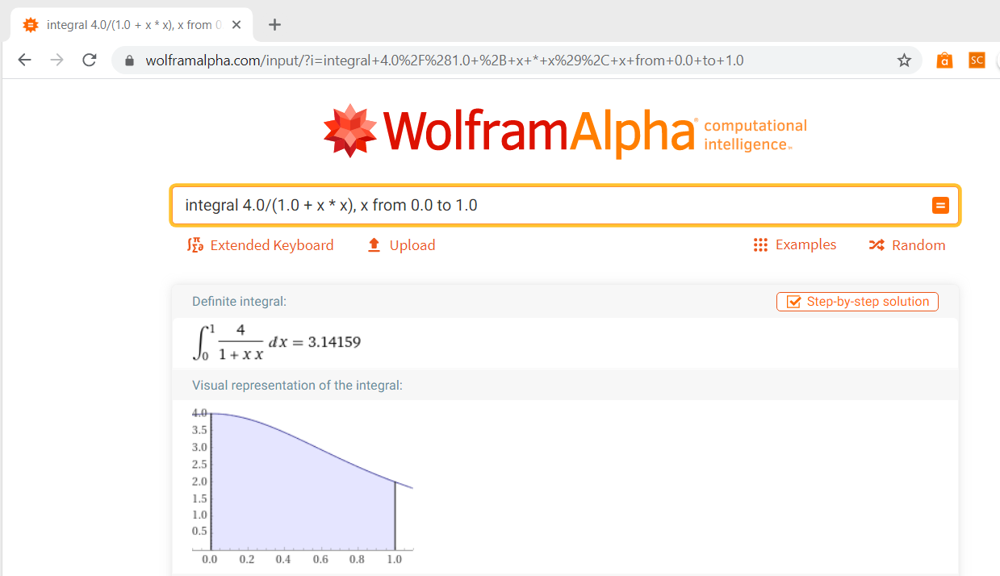 integral 4.0/(1.0 + x * x), x from 0
wolframalpha.com/input/?i=integral+4.0%2F%281.0+%2B+x+*+x%29%2C+x+from+0.0+to+1.0
a
SC
WolframAlpha computational intelligence
integral 4.0/(1.0 + x * x), x from 0.0 to 1.0
=
Extended Keyboard Upload Examples Random
Definite integral: Step-by-step solution
∫₀¹ 4/(1 + x x) dx = 3.14159
Visual representation of the integral:
4.0
3.5
3.0
2.5
2.0
1.5
1.0
0.5
0.0 0.2 0.4 0.6 0.8 1.0